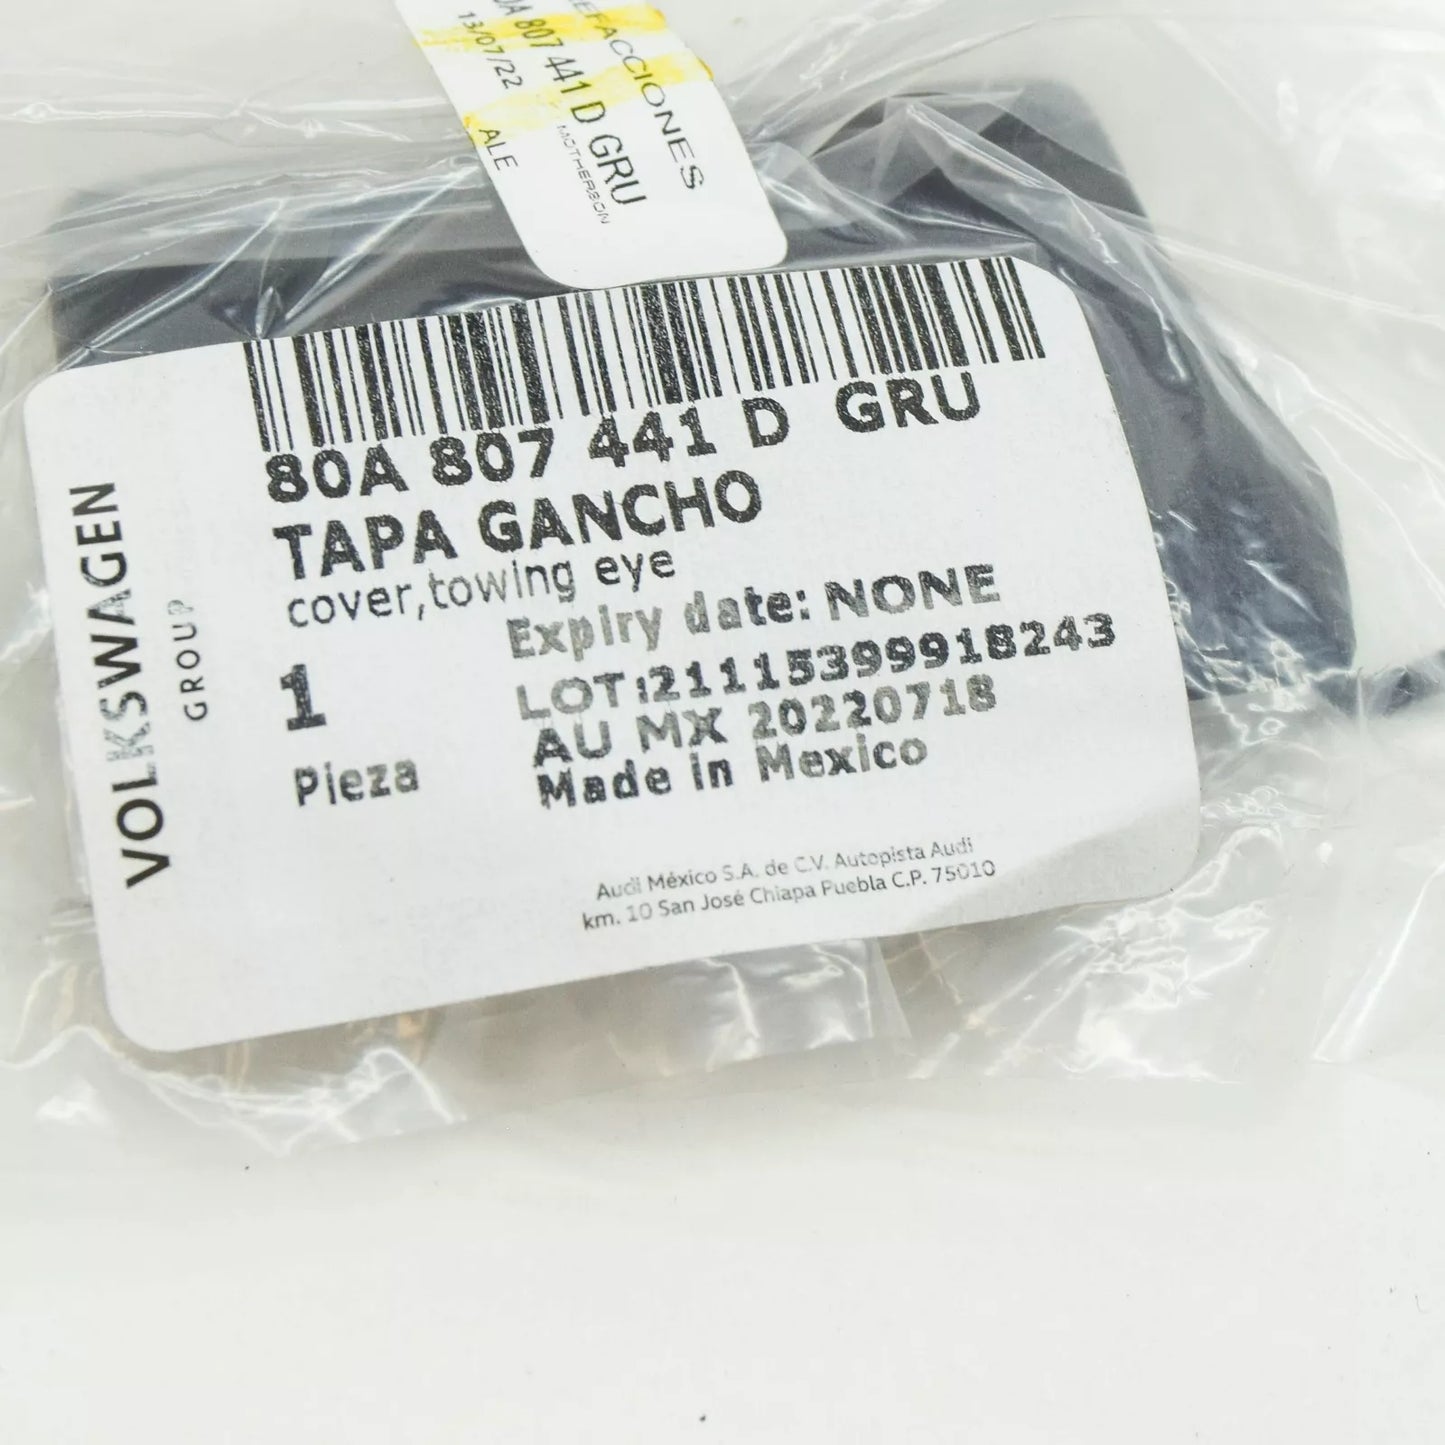 REFACCIONES
MOTHERSON
807 441 D GRU
13/07/22
ALE
80A 807 441 D GRU
TAPA GANCHO
cover,towing eye
Expiry date: NONE
LOT:21115399918243
AU MX 20220718
Made in Mexico
1
Pieza
VOLKSWAGEN
GROUP
Audi México S.A. de C.V. Autopista Audi
km. 10 San José Chiapa Puebla C.P. 75010